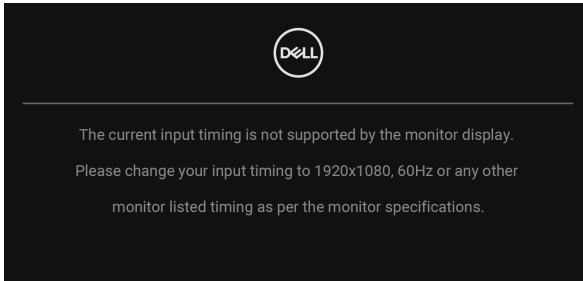 DELL
The current input timing is not supported by the monitor display.
Please change your input timing to 1920x1080, 60Hz or any other
monitor listed timing as per the monitor specifications.